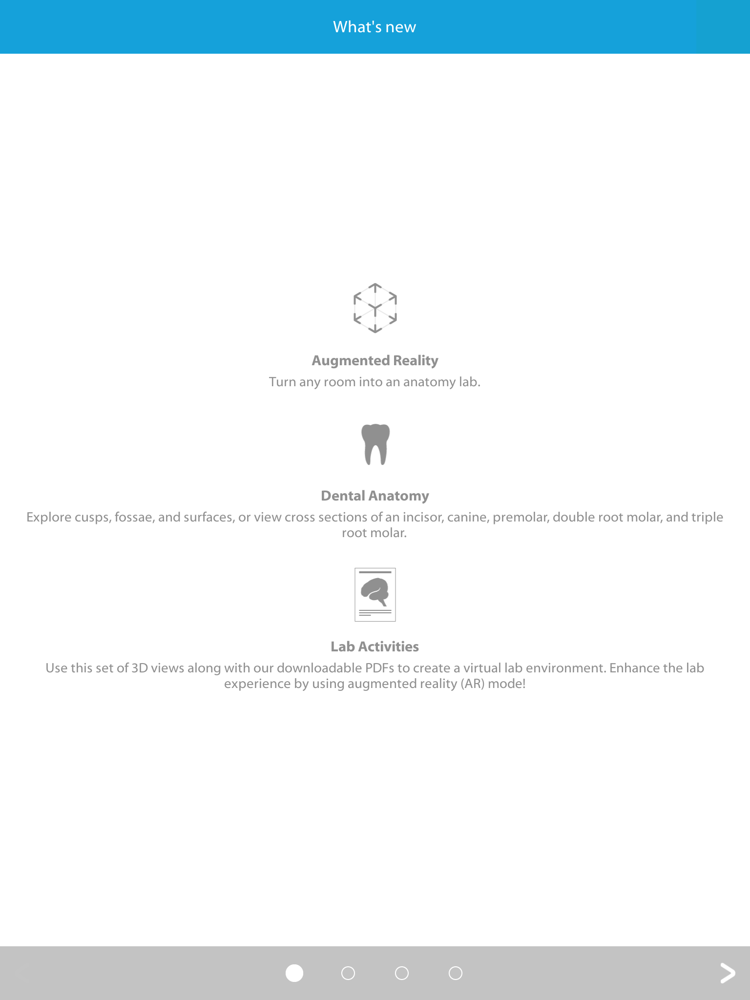 What's new
Augmented Reality
Turn any room into an anatomy lab.
Dental Anatomy
Explore cusps, fossae, and surfaces, or view cross sections of an incisor, canine, premolar, double root molar, and triple
root molar.
Lab Activities
Use this set of 3D views along with our downloadable PDFs to create a virtual lab environment. Enhance the lab
experience by using augmented reality (AR) mode!